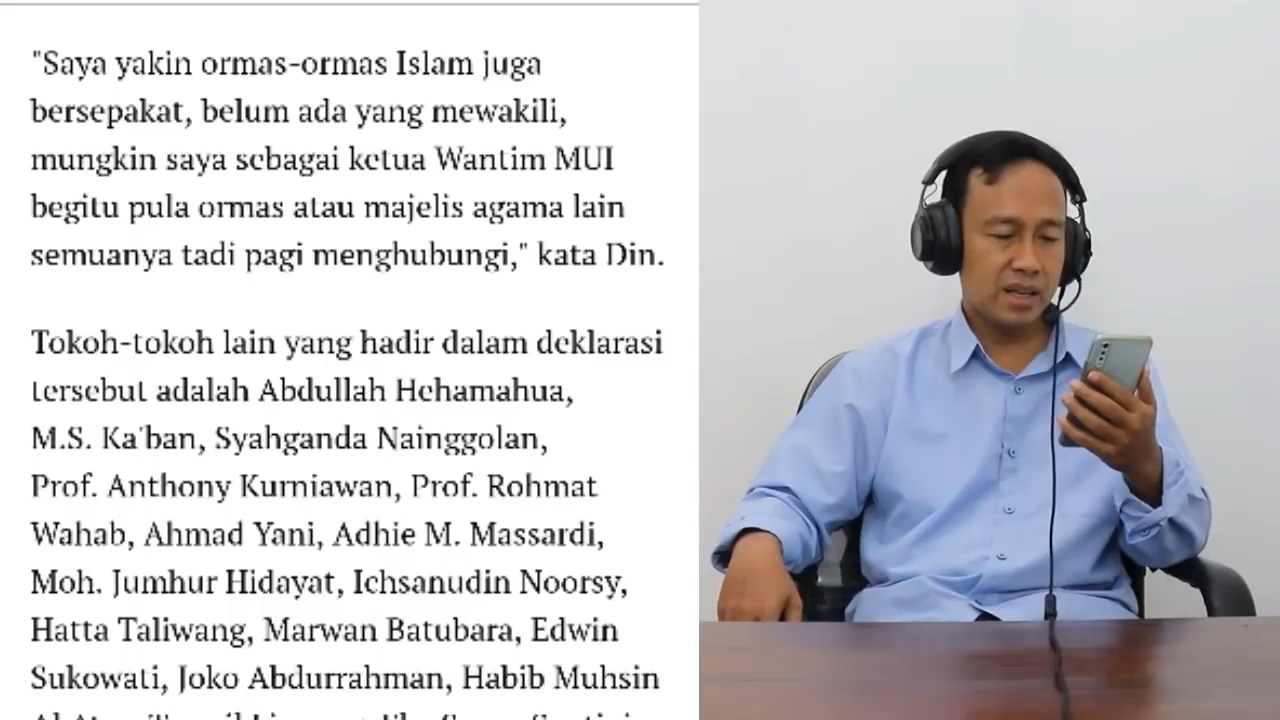 "Saya yakin ormas-ormas Islam juga
bersepakat, belum ada yang mewakili,
mungkin saya sebagai ketua Wantim MUI
begitu pula ormas atau majelis agama lain
semuanya tadi pagi menghubungi," kata Din.
Tokoh-tokoh lain yang hadir dalam deklarasi
tersebut adalah Abdullah Hehamahua,
M.S. Ka'ban, Syahganda Nainggolan,
Prof. Anthony Kurniawan, Prof. Rohmat
Wahab, Ahmad Yani, Adhie M. Massardi,
Moh. Jumhur Hidayat, Ichsanudin Noorsy,
Hatta Taliwang, Marwan Batubara, Edwin
Sukowati, Joko Abdurrahman, Habib Muhsin